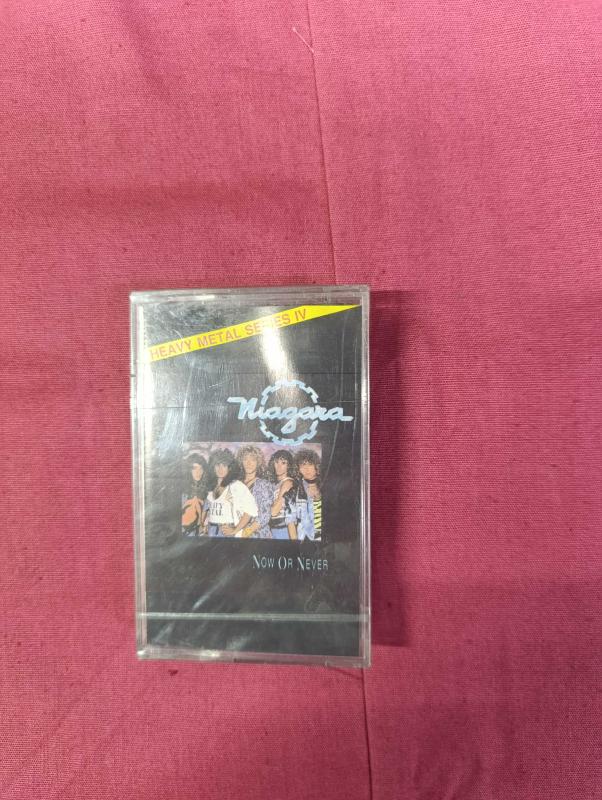 HEAVY METAL SERIES IV
Niagara
NOW OR NEVER